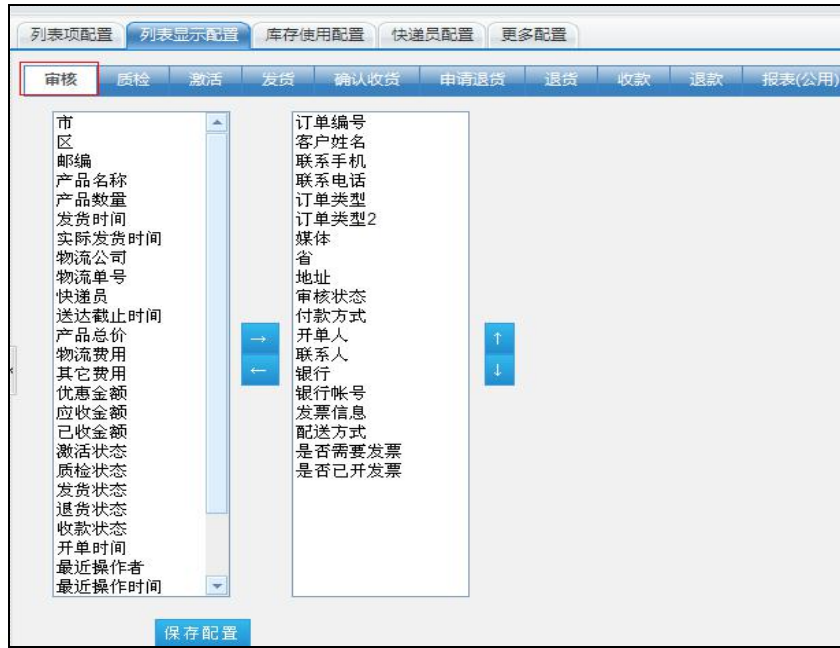 列表项配置 列表显示配置 库存使用配置 快递员配置 更多配置
审核 质检 激活 发货 确认收货 申请退货 退货 收款 退款 报表(公用)
市
区
邮编
产品名称
产品数量
发货时间
实际发货时间
物流公司
物流单号
快递员
送达截止时间
产品总价
物流费用
其它费用
优惠金额
应收金额
已收金额
激活状态
质检状态
发货状态
退货状态
收款状态
开单时间
最近操作者
最近操作时间
→
←
订单编号
客户姓名
联系手机
联系电话
订单类型
订单类型2
媒体
省
地址
审核状态
付款方式
开单人
联系人
银行
银行帐号
发票信息
配送方式
是否需要发票
是否已开发票
↑
↓
保存配置